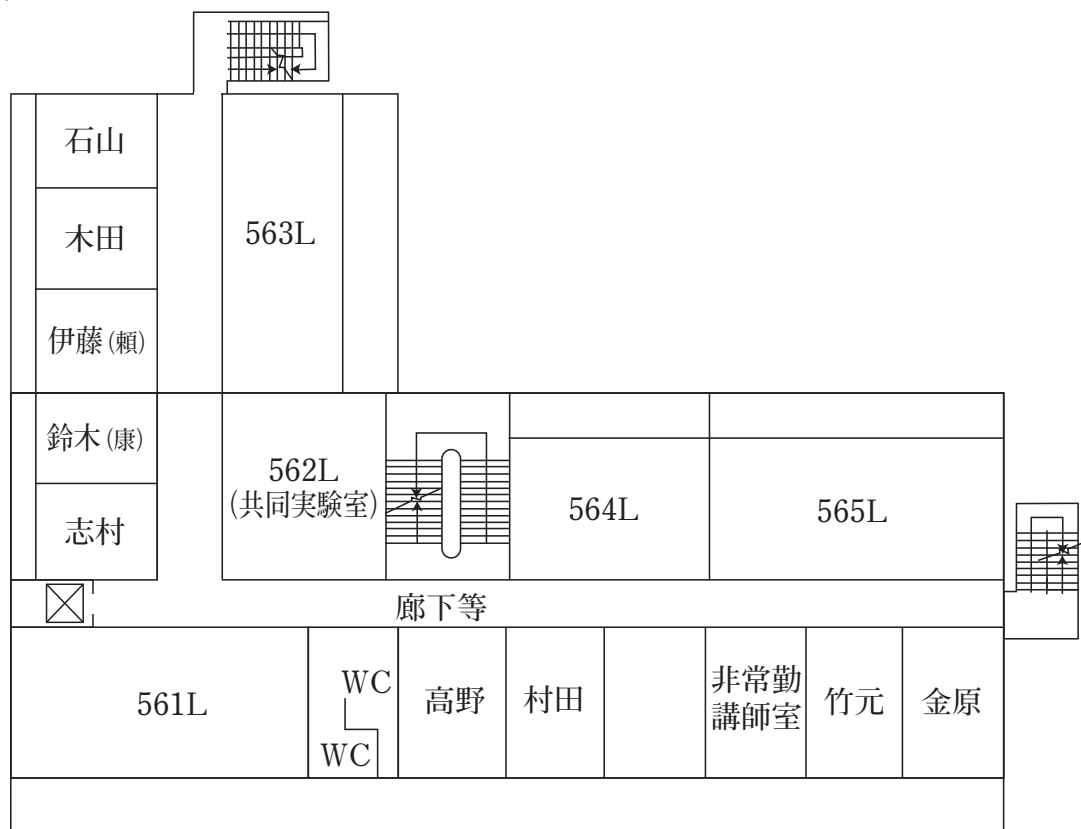 石山
木田
563L
伊藤(頼)
鈴木(康)
562L
(共同実験室)
志村
564L
565L
廊下等
561L
WC
WC
高野
村田
非常勤
講師室
竹元
金原